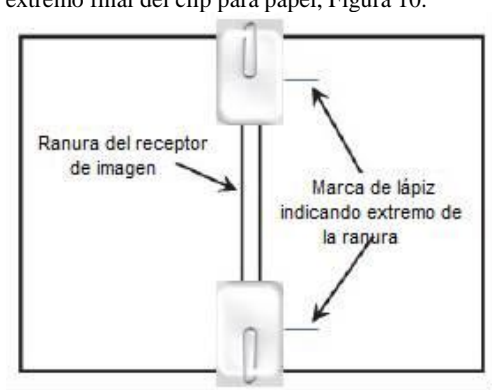 extremo final del clip para papel, Figura 10.
Ranura del receptor
de imagen
Marca de lápiz
indicando extremo de
la ranura